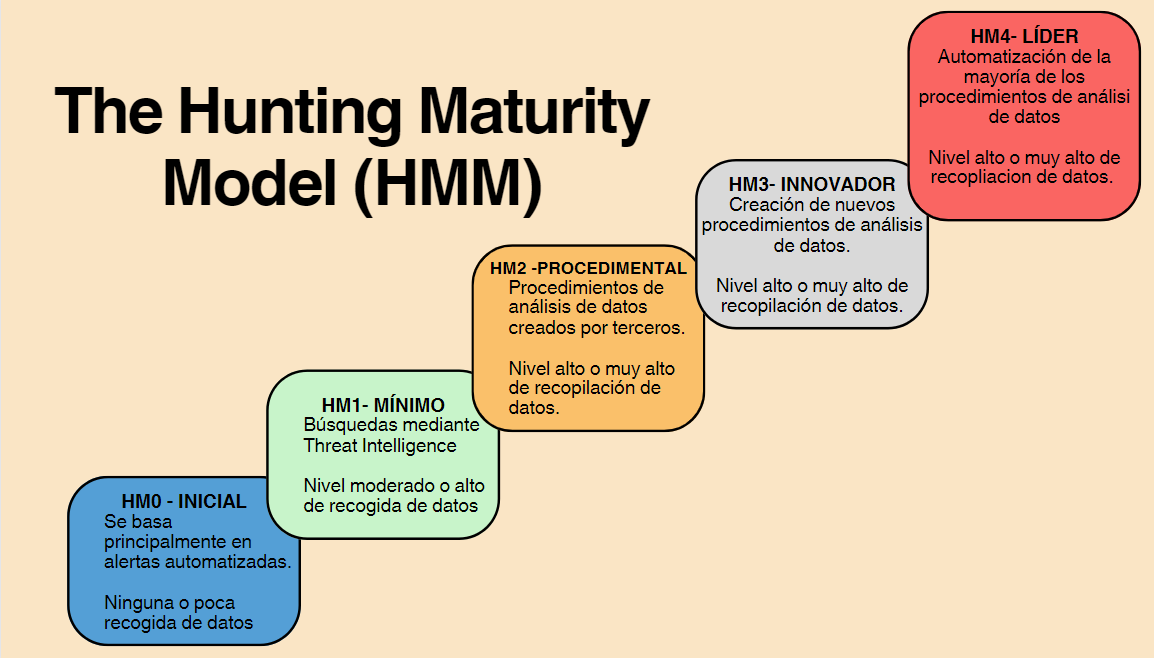 The Hunting Maturity
Model (HMM)
HM0 - INICIAL
Se basa
principalmente en
alertas automatizadas.
Ninguna o poca
recogida de datos
HM1- MÍNIMO
Búsquedas mediante
Threat Intelligence
Nivel moderado o alto
de recogida de datos
HM2 -PROCEDIMENTAL
Procedimientos de
análisis de datos
creados por terceros.
Nivel alto o muy alto
de recopilación de
datos.
HM3- INNOVADOR
Creación de nuevos
procedimientos de análisis
de datos.
Nivel alto o muy alto de
recopilación de datos.
HM4- LÍDER
Automatización de la
mayoría de los
procedimientos de análisi
de datos
Nivel alto o muy alto de
recopliacion de datos.